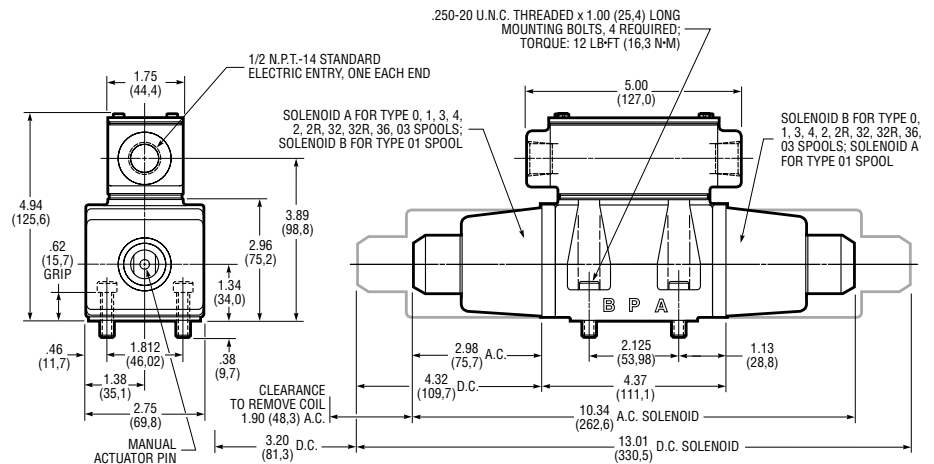 .250-20 U.N.C. THREADED x 1.00 (25,4) LONG
MOUNTING BOLTS, 4 REQUIRED;
TORQUE: 12 LB•FT (16,3 N•M)
1/2 N.P.T.-14 STANDARD
ELECTRIC ENTRY, ONE EACH END
1.75
(44,4)
5.00
(127,0)
SOLENOID A FOR TYPE 0, 1, 3, 4,
2, 2R, 32, 32R, 36, 03 SPOOLS;
SOLENOID B FOR TYPE 01 SPOOL
SOLENOID B FOR TYPE 0,
1, 3, 4, 2, 2R, 32, 32R, 36,
03 SPOOLS; SOLENOID A
FOR TYPE 01 SPOOL
4.94
(125,6)
3.89
(98,8)
2.96
(75,2)
.62
(15,7)
GRIP
1.34
(34,0)
B P A
.46
(11,7)
1.812
(46,02)
.38
(9,7)
1.38
(35,1)
2.75
(69,8)
MANUAL
ACTUATOR PIN
2.98
(75,7) A.C.
2.125
(53,98)
1.13
(28,8)
4.32
(109,7) D.C.
4.37
(111,1)
CLEARANCE
TO REMOVE COIL
1.90 (48,3) A.C.
10.34
(262,6) A.C. SOLENOID
3.20
(81,3) D.C.
13.01
(330,5) D.C. SOLENOID